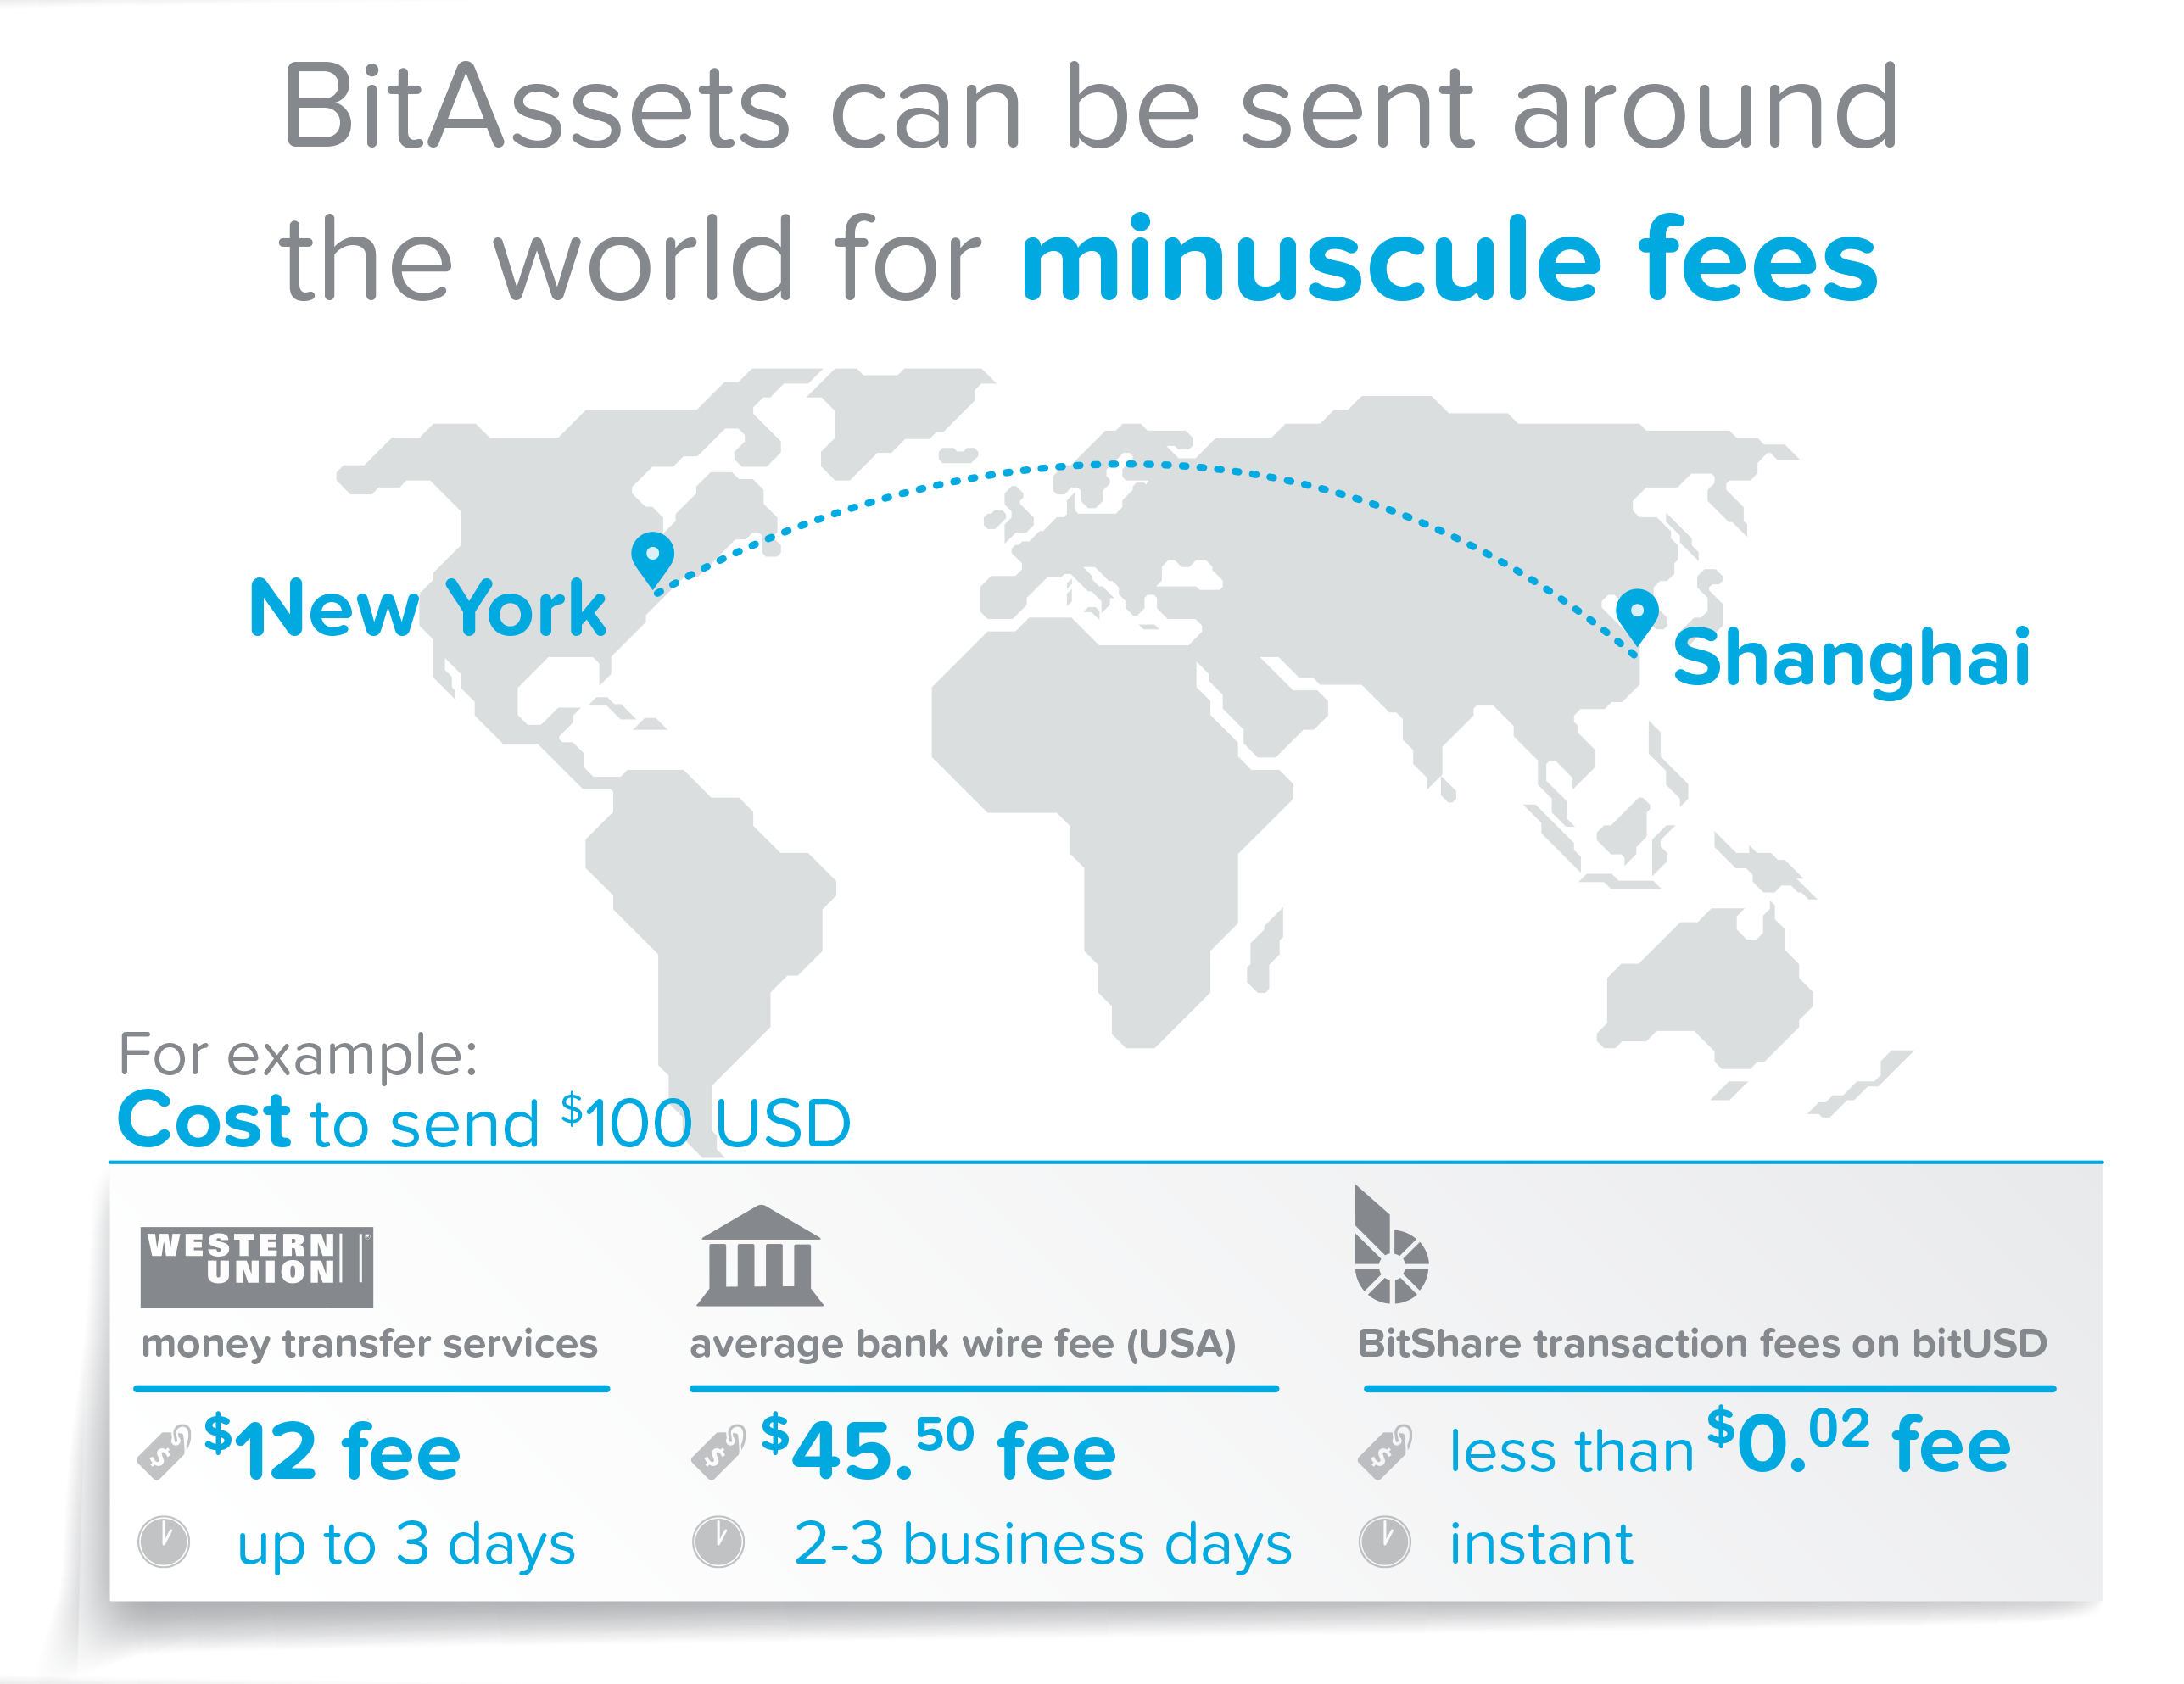 BitAssets can be sent around
the world for minuscule fees
New York
Shanghai
For example:
Cost to send $100 USD
WESTERN
UNION
money transfer services
average bank wire fee (USA)
BitShare transaction fees on bitUSD
$12 fee
$45.50 fee
less than $0.02 fee
up to 3 days
2-3 business days
instant